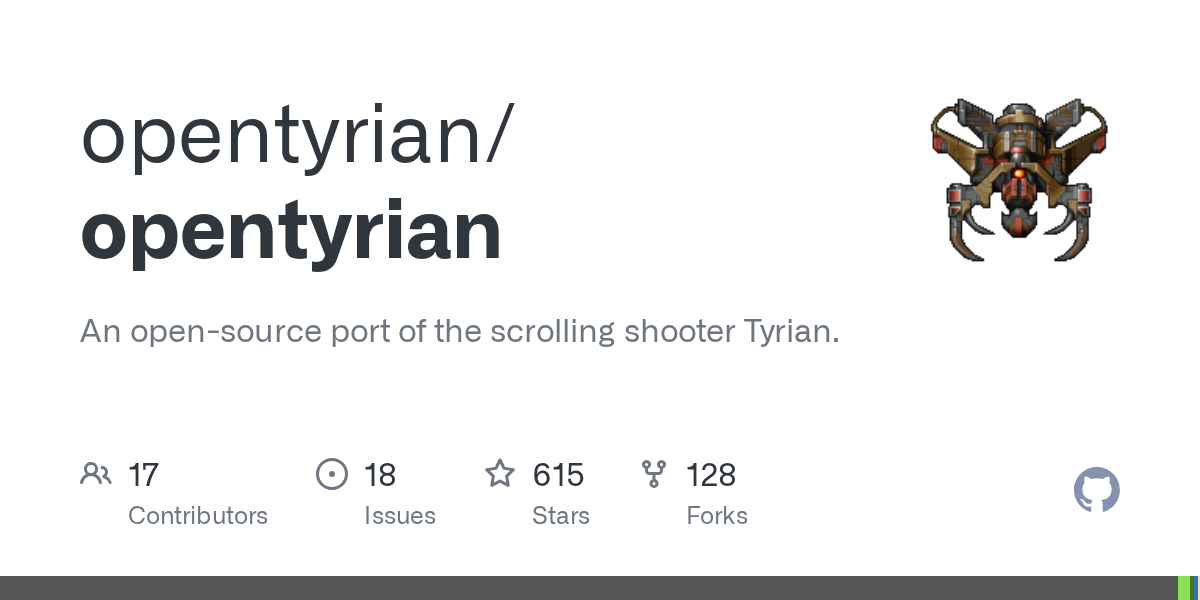 opentyrian/
opentyrian
An open-source port of the scrolling shooter Tyrian.
17
Contributors
18
Issues
615
Stars
128
Forks